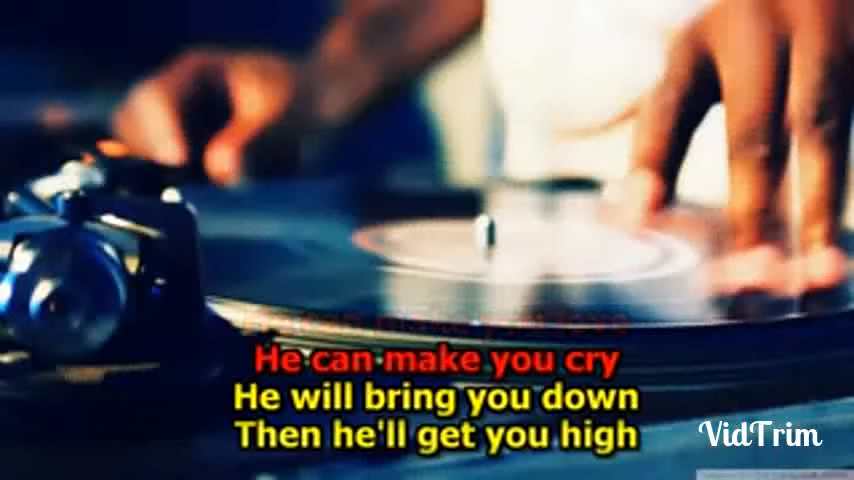 He can make you cry
He will bring you down
Then he'll get you high
VidTrim